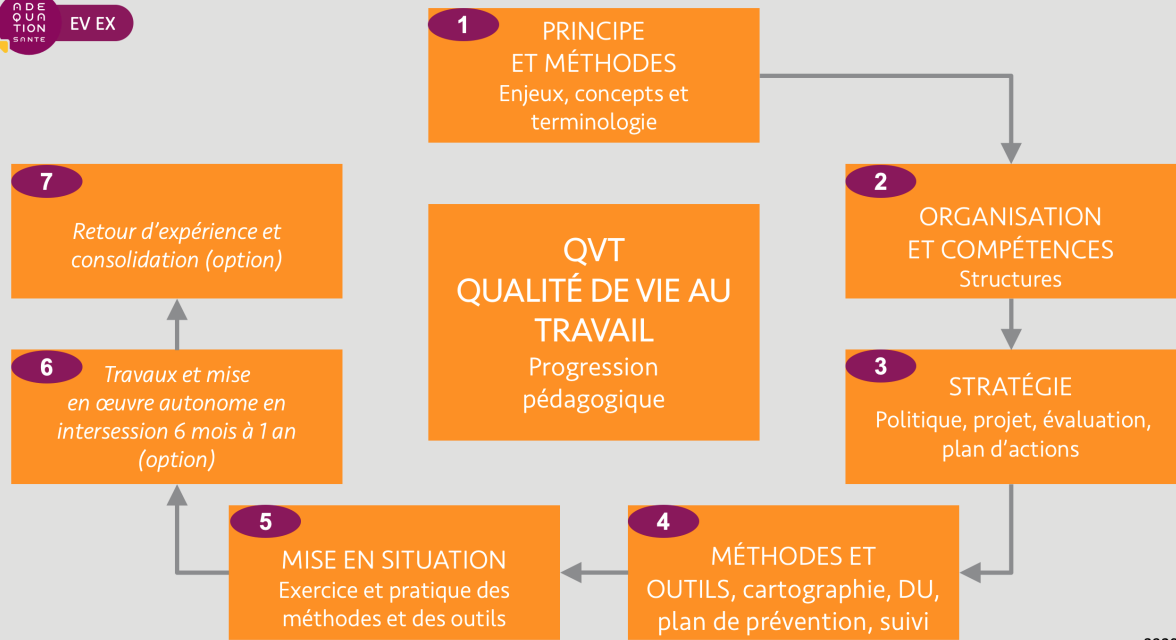 ADE
QUA
TION
SANTE
EV EX
1
PRINCIPE
ET MÉTHODES
Enjeux, concepts et
terminologie
2
ORGANISATION
ET COMPÉTENCES
Structures
3
STRATÉGIE
Politique, projet, évaluation,
plan d’actions
4
MÉTHODES ET
OUTILS, cartographie, DU,
plan de prévention, suivi
5
MISE EN SITUATION
Exercice et pratique des
méthodes et des outils
6
Travaux et mise
en œuvre autonome en
intersession 6 mois à 1 an
(option)
7
Retour d’expérience et
consolidation (option)
QVT
QUALITÉ DE VIE AU
TRAVAIL
Progression
pédagogique